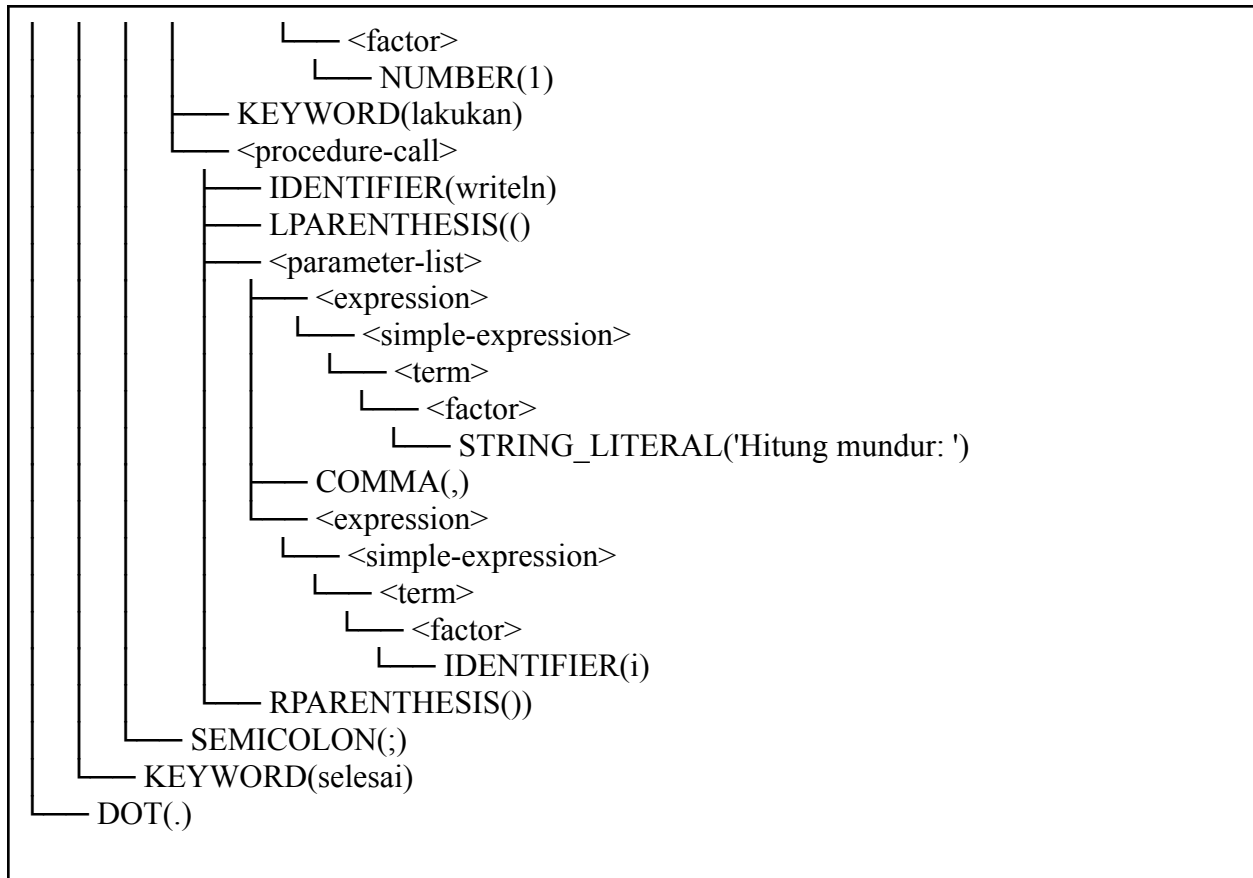 <factor>
NUMBER(1)
KEYWORD(lakukan)
<procedure-call>
IDENTIFIER(writeln)
LPARENTHESIS(()
<parameter-list>
<expression>
<simple-expression>
<term>
<factor>
STRING_LITERAL('Hitung mundur: ')
COMMA(,)
<expression>
<simple-expression>
<term>
<factor>
IDENTIFIER(i)
RPARENTHESIS())
SEMICOLON(;)
KEYWORD(selesai)
DOT(.)